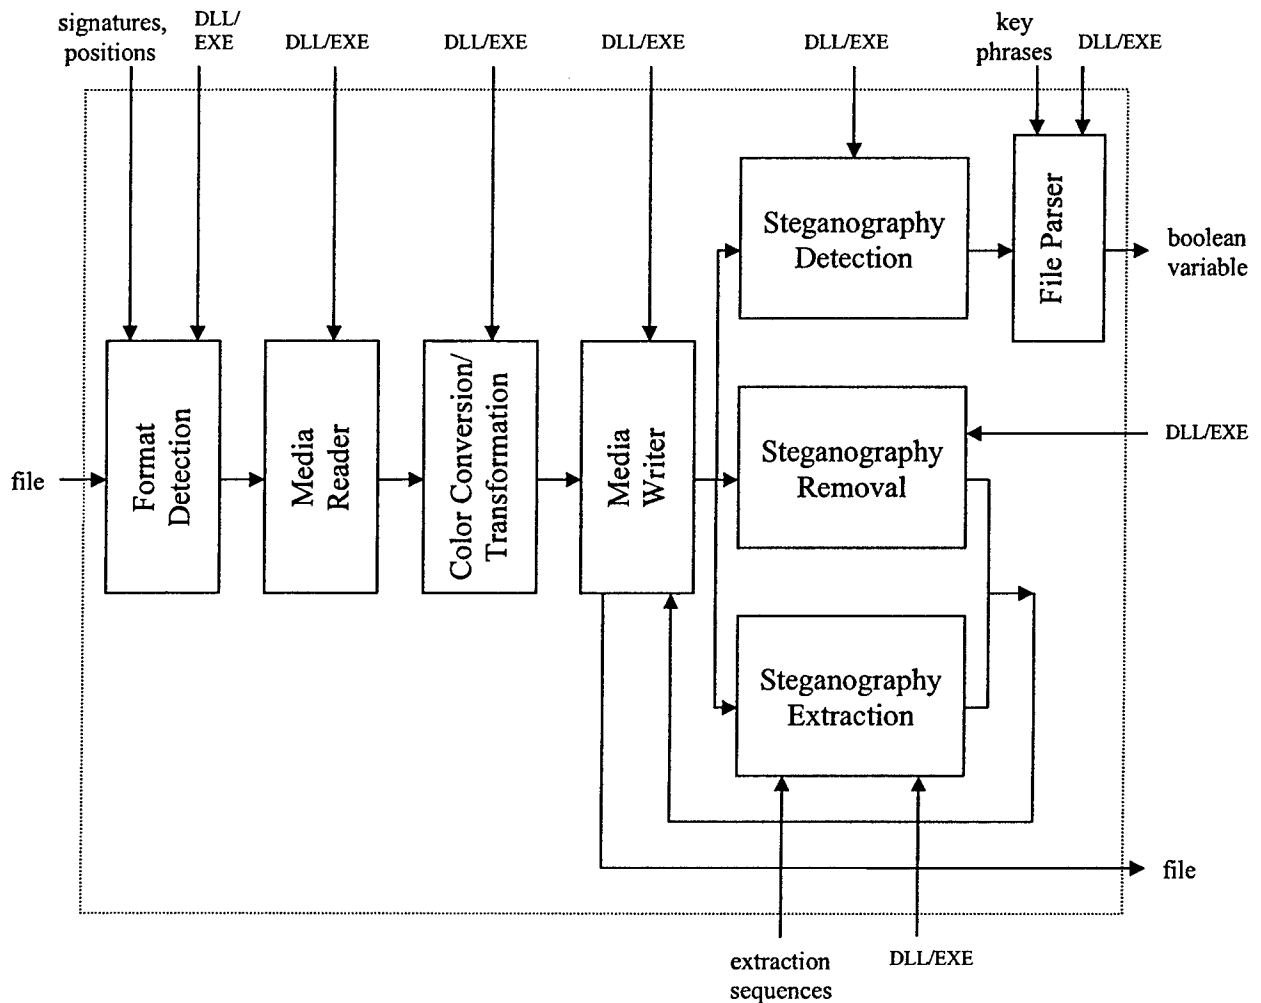 signatures,
positions
DLL/
EXE
DLL/EXE
DLL/EXE
DLL/EXE
DLL/EXE
key
phrases
DLL/EXE
Steganography
Detection
File Parser
boolean
variable
file
Format
Detection
Media
Reader
Color Conversion/
Transformation
Media
Writer
Steganography
Removal
DLL/EXE
Steganography
Extraction
file
extraction
sequences
DLL/EXE